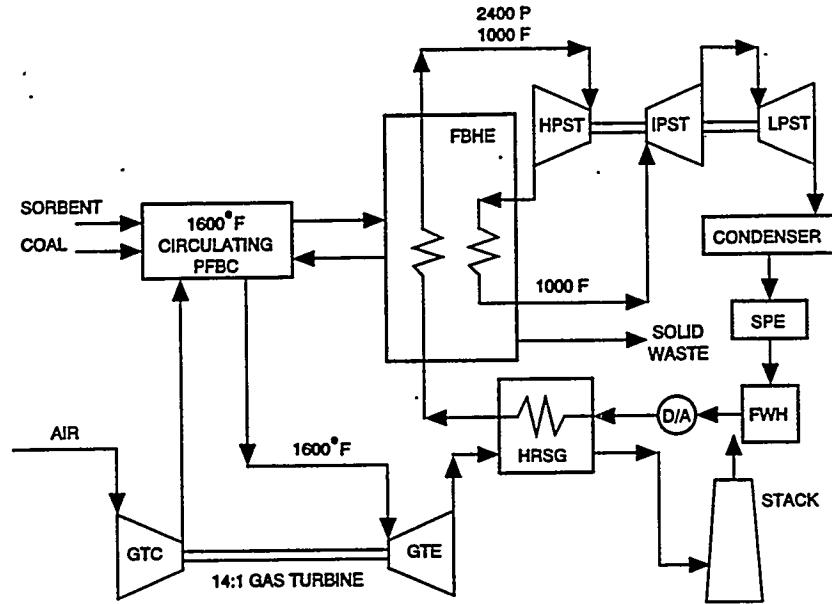 2400 P
1000 F
HPST
IPST
LPST
FBHE
SORBENT
COAL
1600°F
CIRCULATING
PFBC
CONDENSER
1000 F
SPE
SOLID
WASTE
D/A
FWH
AIR
1600°F
HRSG
STACK
GTC
GTE
14:1 GAS TURBINE